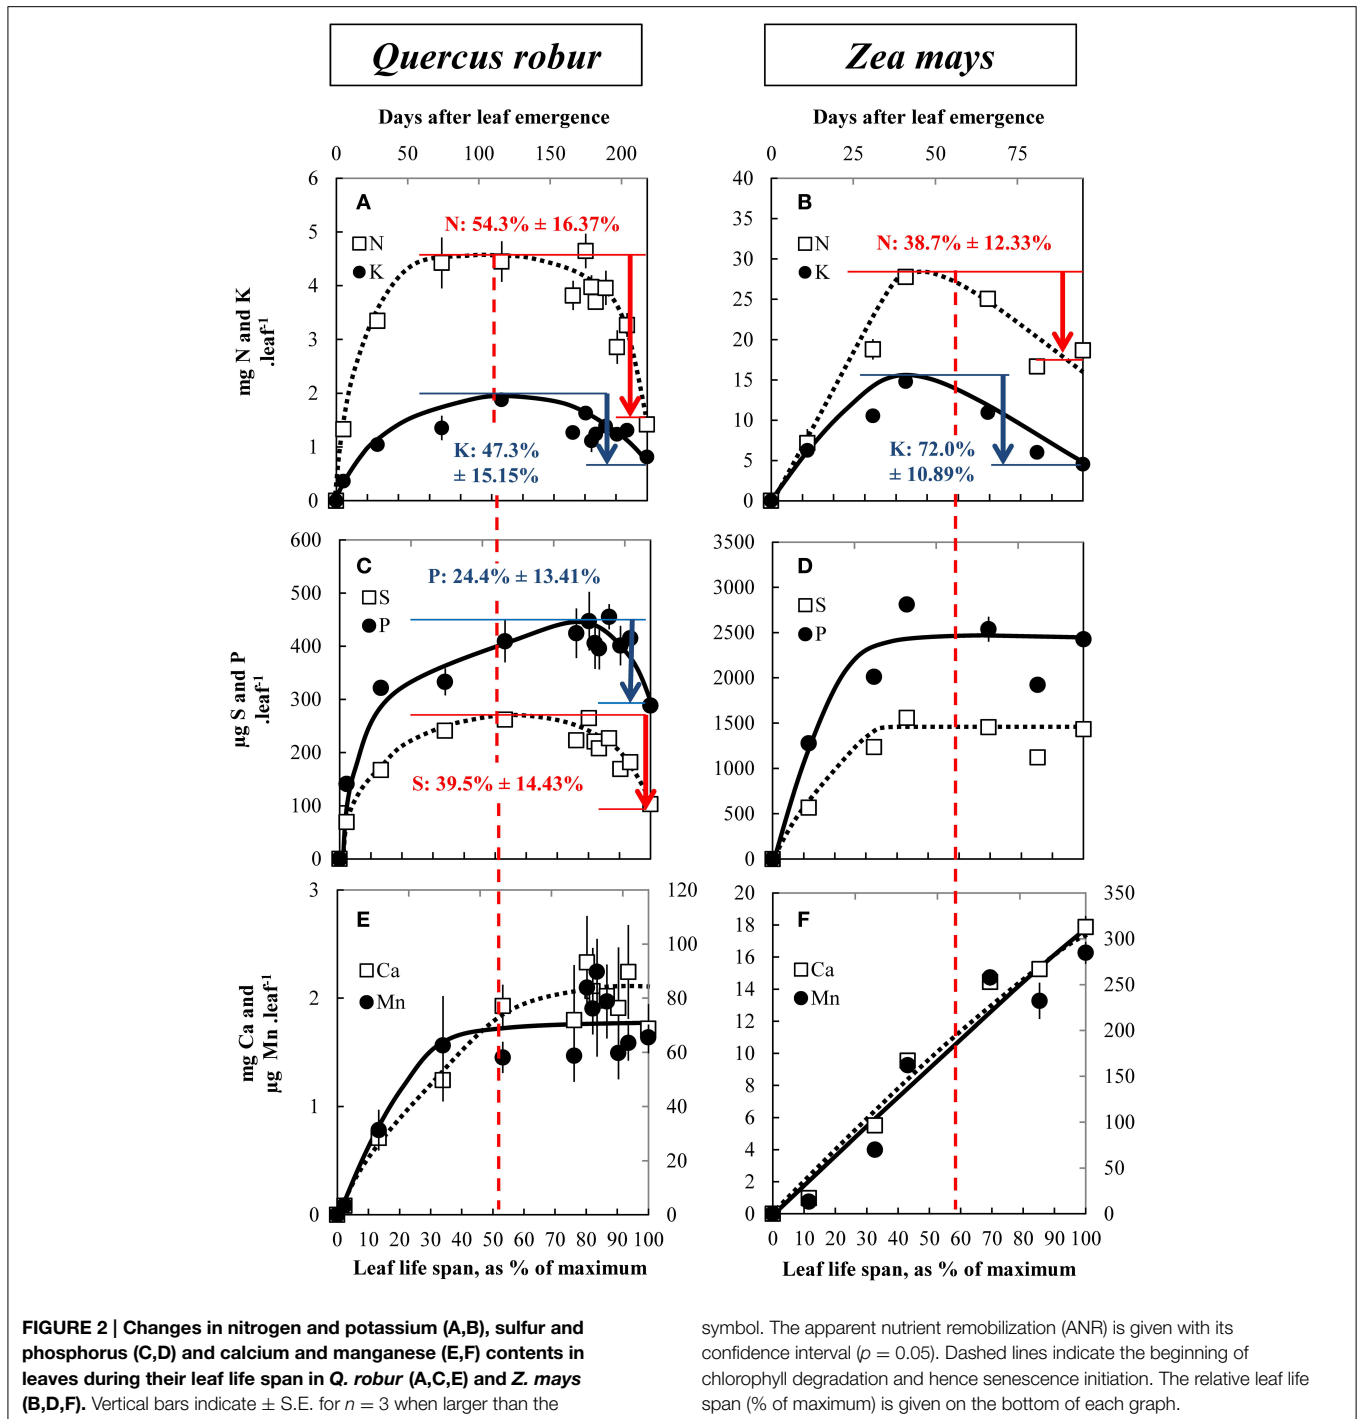 Quercus robur
Zea mays
Days after leaf emergence
Days after leaf emergence
0 50 100 150 200
0 25 50 75
6
5
4
3
2
1
0
mg N and K
.leaf-1
A
N
K
N: 54.3% ± 16.37%
K: 47.3%
± 15.15%
40
35
30
25
20
15
10
5
0
B
N
K
N: 38.7% ± 12.33%
K: 72.0%
± 10.89%
600
500
400
300
200
100
0
µg S and P
.leaf-1
C
S
P
P: 24.4% ± 13.41%
S: 39.5% ± 14.43%
3500
3000
2500
2000
1500
1000
500
0
D
S
P
3
2
1
0
mg Ca and
µg Mn .leaf-1
E
Ca
Mn
120
100
80
60
40
20
0
0 10 20 30 40 50 60 70 80 90 100
Leaf life span, as % of maximum
20
18
16
14
12
10
8
6
4
2
0
F
Ca
Mn
350
300
250
200
150
100
50
0
0 10 20 30 40 50 60 70 80 90 100
Leaf life span, as % of maximum
FIGURE 2 | Changes in nitrogen and potassium (A,B), sulfur and
phosphorus (C,D) and calcium and manganese (E,F) contents in
leaves during their leaf life span in Q. robur (A,C,E) and Z. mays
(B,D,F). Vertical bars indicate ± S.E. for n = 3 when larger than the
symbol. The apparent nutrient remobilization (ANR) is given with its
confidence interval (p = 0.05). Dashed lines indicate the beginning of
chlorophyll degradation and hence senescence initiation. The relative leaf life
span (% of maximum) is given on the bottom of each graph.